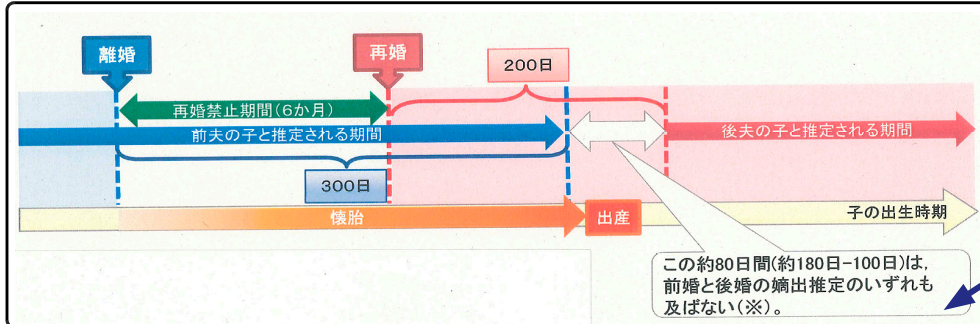 離婚
再婚
200日
再婚禁止期間(6か月)
前夫の子と推定される期間
後夫の子と推定される期間
300日
懐胎
出産
子の出生時期
この約80日間(約180日-100日)は,
前婚と後婚の嫡出推定のいずれも
及ばない(※)。